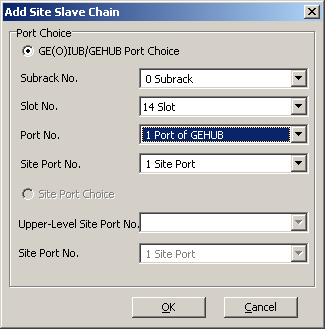 Add Site Slave Chain
Port Choice
GE(O)IUB/GEHUB Port Choice
Subrack No. 0 Subrack
Slot No. 14 Slot
Port No. 1 Port of GEHUB
Site Port No. 1 Site Port
Site Port Choice
Upper-Level Site Port No.
Site Port No. 1 Site Port
OK Cancel